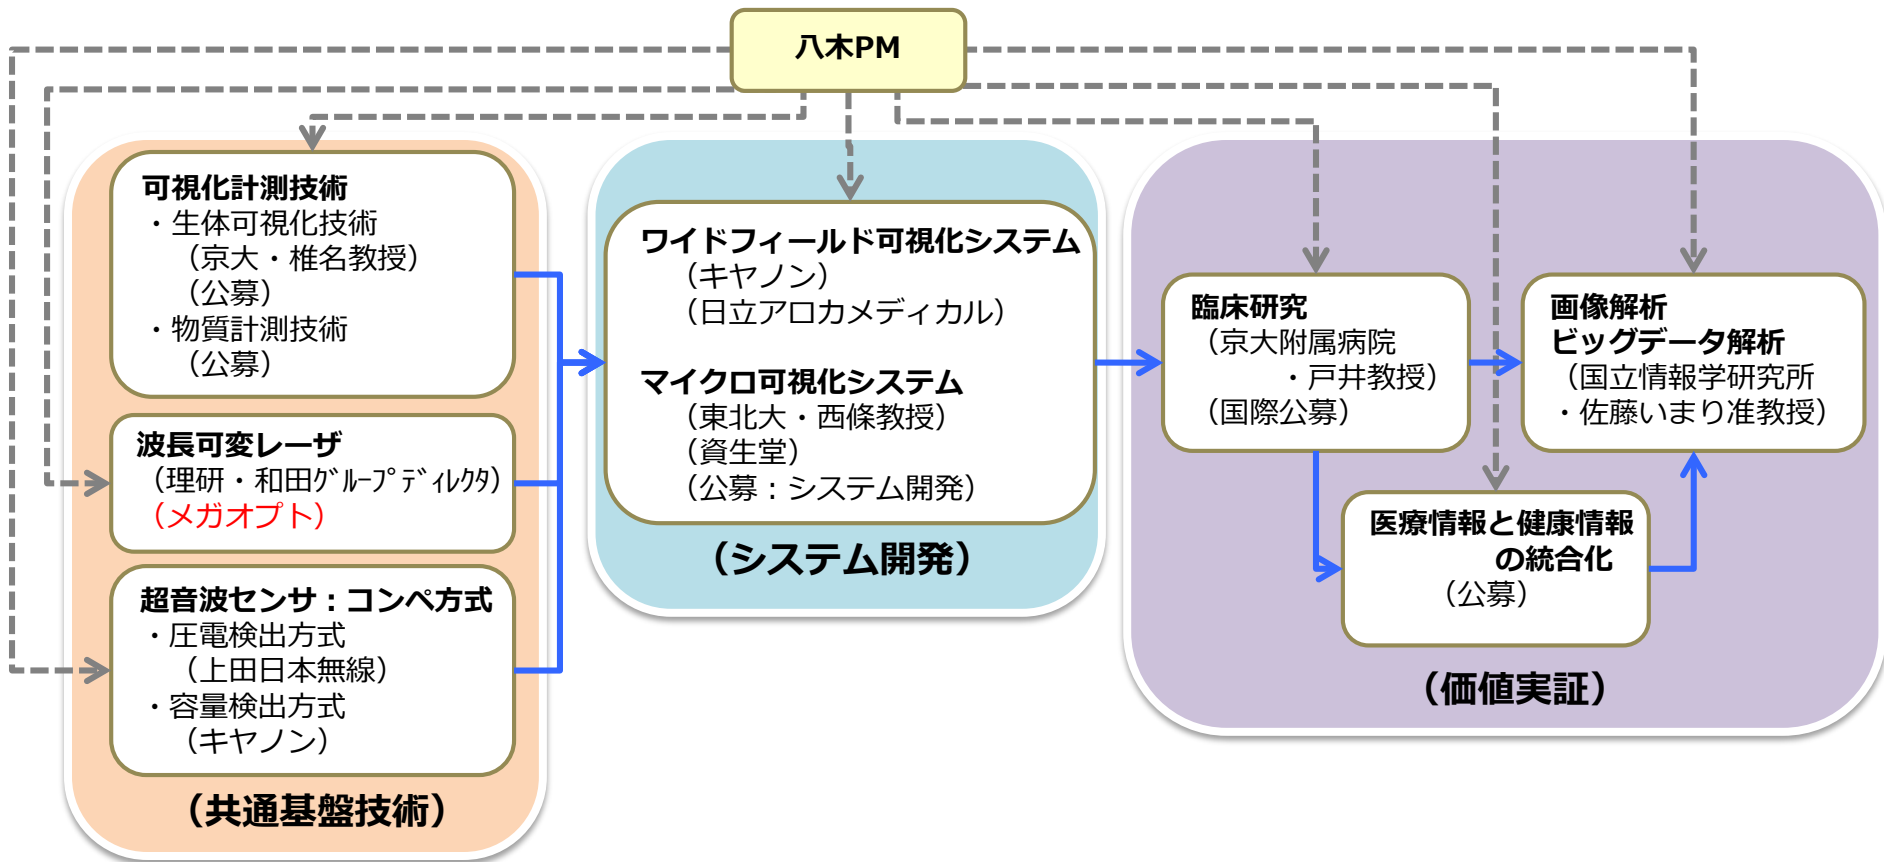 八木PM
可視化計測技術
・生体可視化技術
（京大・椎名教授）
（公募）
・物質計測技術
（公募）
波長可変レーザ
（理研・和田ｸﾞﾙｰﾌﾟﾃﾞｨﾚｸﾀ）
（メガオプト）
超音波センサ：コンペ方式
・圧電検出方式
（上田日本無線）
・容量検出方式
（キヤノン）
（共通基盤技術）
ワイドフィールド可視化システム
（キヤノン）
（日立アロカメディカル）
マイクロ可視化システム
（東北大・西條教授）
（資生堂）
（公募：システム開発）
（システム開発）
臨床研究
（京大附属病院
・戸井教授）
（国際公募）
画像解析
ビッグデータ解析
（国立情報学研究所
・佐藤いまり准教授）
医療情報と健康情報
の統合化
（公募）
（価値実証）